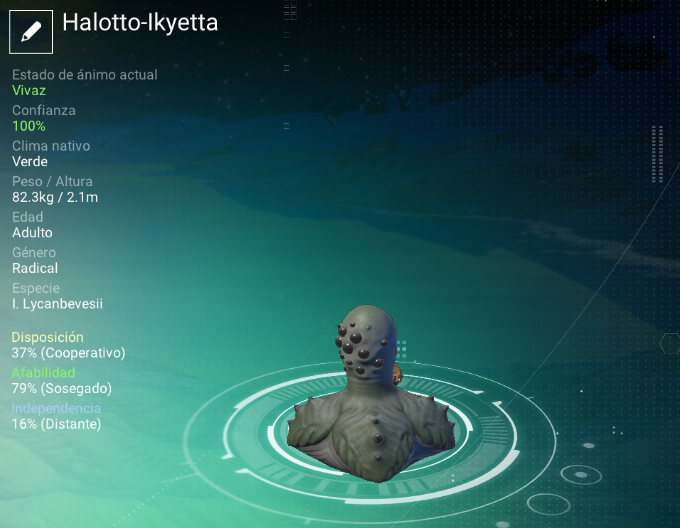 Halotto-Ikyetta
Estado de ánimo actual
Vivaz
Confianza
100%
Clima nativo
Verde
Peso / Altura
82.3kg / 2.1m
Edad
Adulto
Género
Radical
Especie
I. Lycanbevesii
Disposición
37% (Cooperativo)
Afabilidad
79% (Sosegado)
Independencia
16% (Distante)